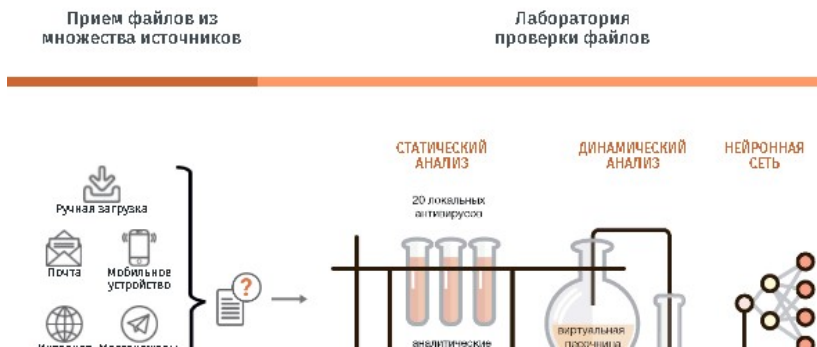 Прием файлов из
множества источников
Лаборатория
проверки файлов
СТАТИЧЕСКИЙ
АНАЛИЗ
ДИНАМИЧЕСКИЙ
АНАЛИЗ
НЕЙРОННАЯ
СЕТЬ
Ручная загрузка
Почта
Мобильное
устройство
?
20 локальных
антивирусов
аналитические
виртуальная
песочница